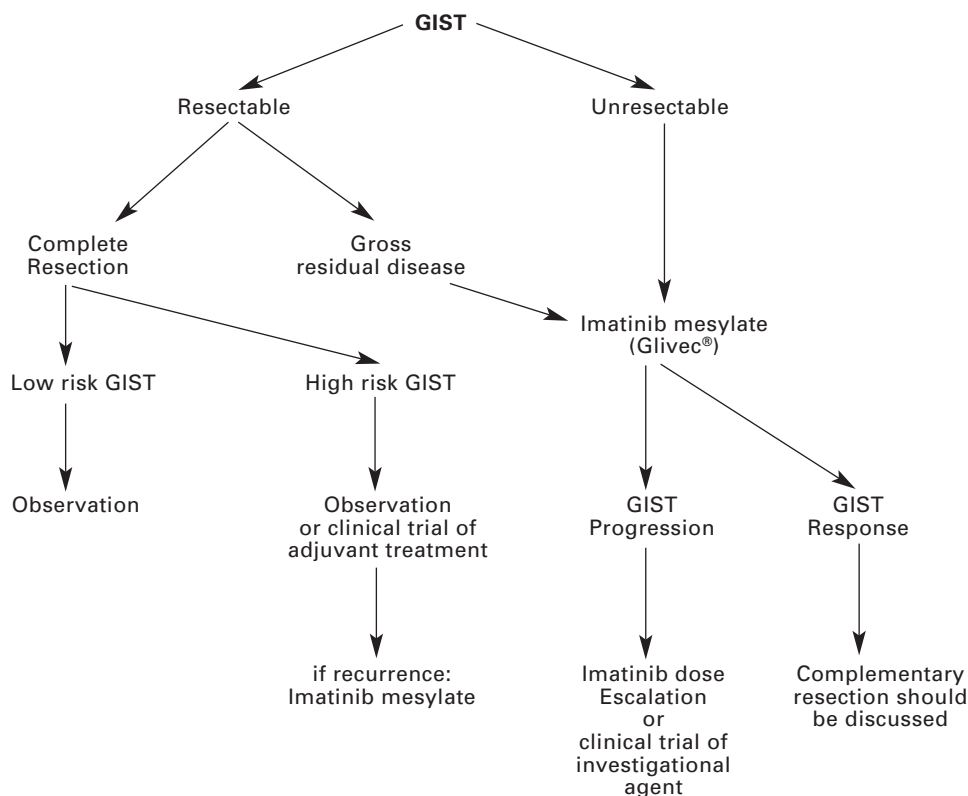 GIST
Resectable
Unresectable
Complete
Resection
Gross
residual disease
Imatinib mesylate
(Glivec®)
Low risk GIST
High risk GIST
Observation
Observation
or clinical trial of
adjuvant treatment
GIST
Progression
GIST
Response
if recurrence:
Imatinib mesylate
Imatinib dose
Escalation
or
clinical trial of
investigational
agent
Complementary
resection should
be discussed